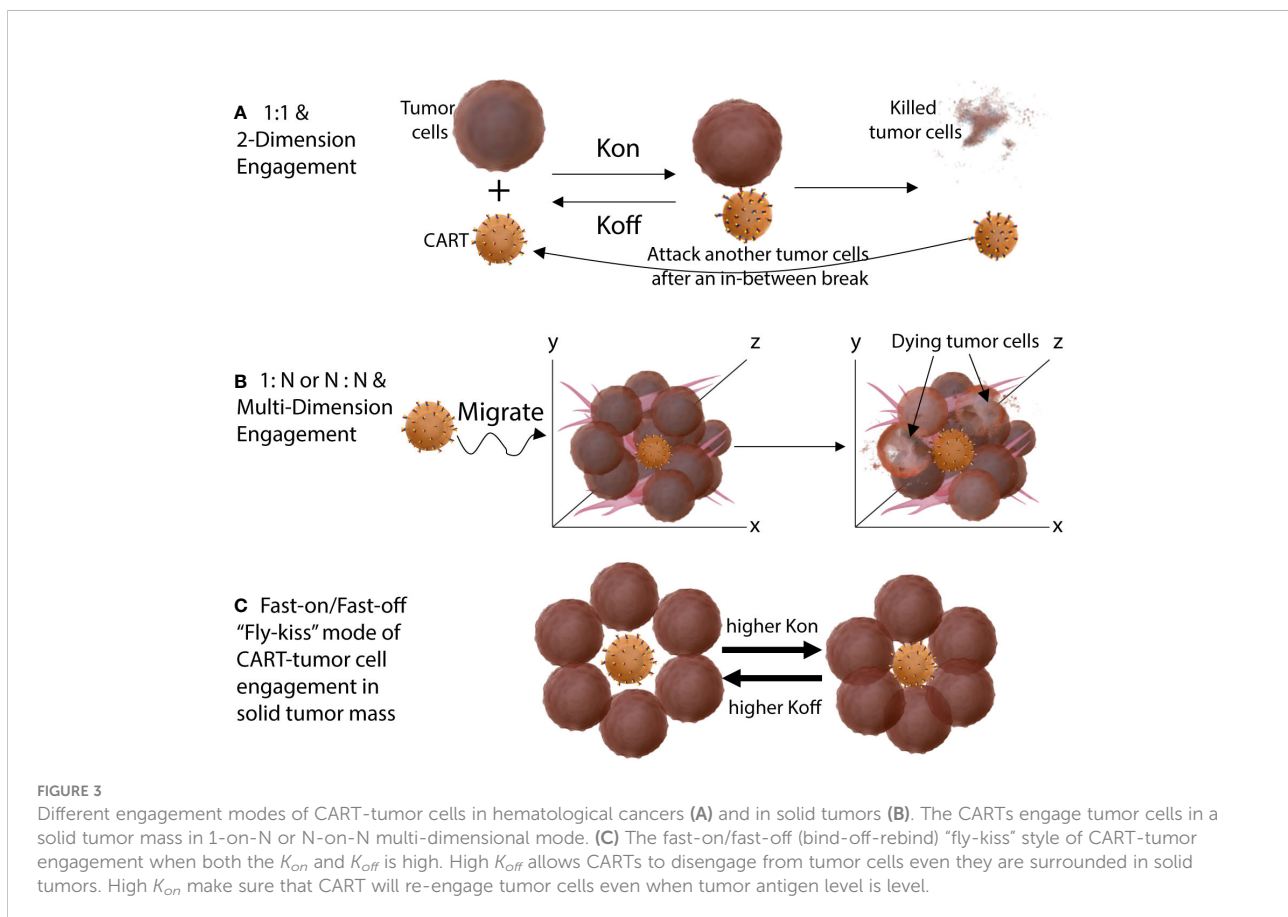 A 1:1 &
2-Dimension
Engagement
Tumor
cells
+
CART
Kon
Koff
Killed
tumor cells
Attack another tumor cells
after an in-between break
B 1: N or N : N &
Multi-Dimension
Engagement
Migrate
y
z
x
Dying tumor cells
y
z
x
C Fast-on/Fast-off
“Fly-kiss” mode of
CART-tumor cell
engagement in
solid tumor mass
higher Kon
higher Koff
FIGURE 3
Different engagement modes of CART-tumor cells in hematological cancers (A) and in solid tumors (B). The CARTs engage tumor cells in a
solid tumor mass in 1-on-N or N-on-N multi-dimensional mode. (C) The fast-on/fast-off (bind-off-rebind) “fly-kiss” style of CART-tumor
engagement when both the Kon and Koff is high. High Koff allows CARTs to disengage from tumor cells even they are surrounded in solid
tumors. High Kon make sure that CART will re-engage tumor cells even when tumor antigen level is level.